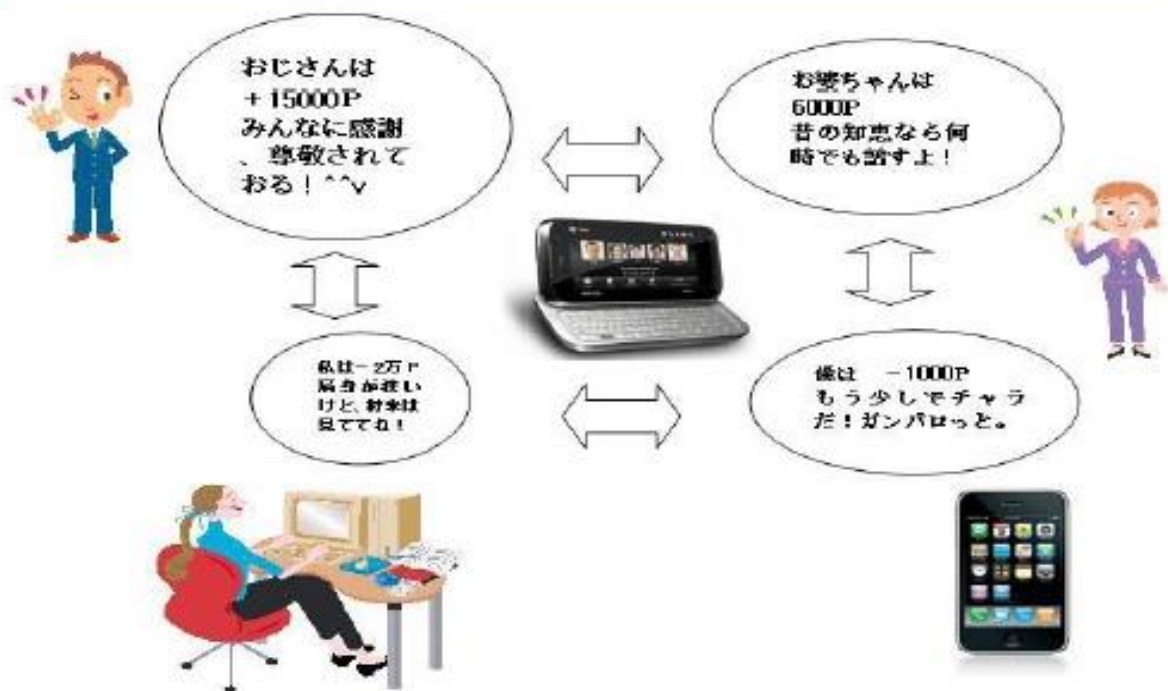 おじさんは
+15000P
みんなに感謝
、尊敬されて
おる!^^v
お婆ちゃんは
6000P
昔の知恵なら何
時でも話すよ!
私は-2万P
肩身が狭い
けど、将来は
見ててね!
僕は -1000P
もう少しでチャラ
だ!ガンバロっと。